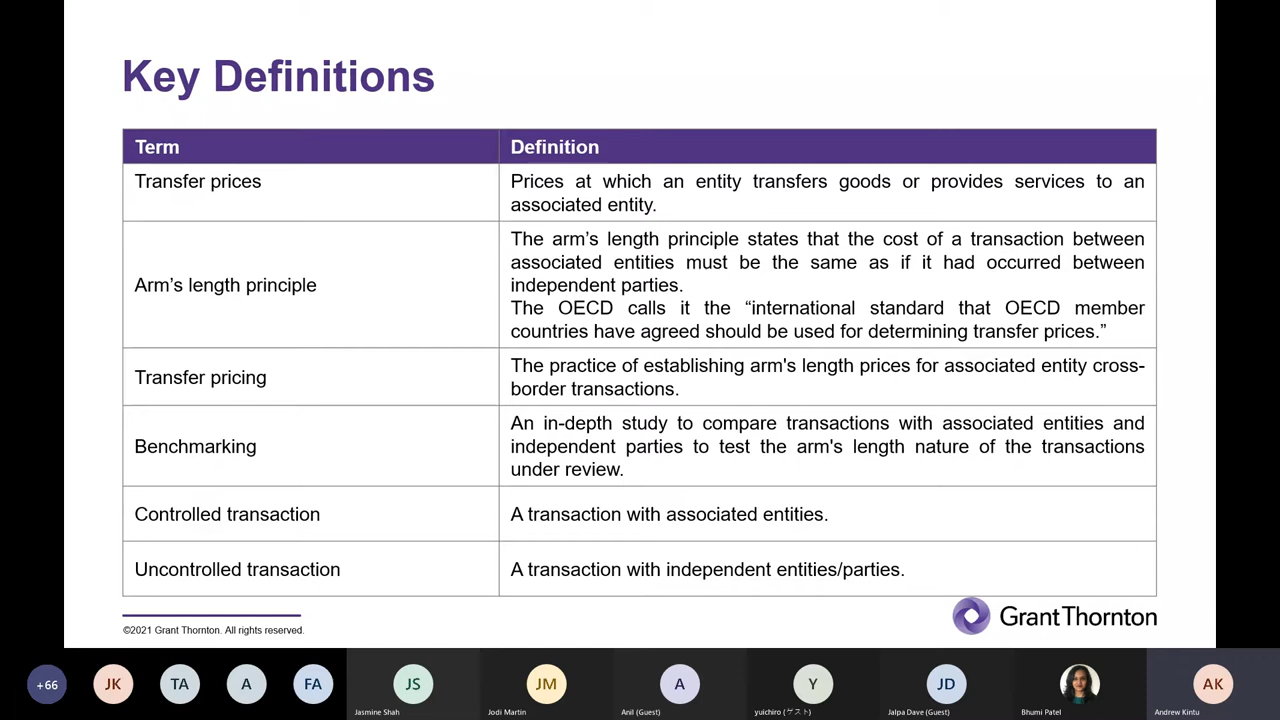 Key Definitions
Term
Definition
Transfer prices
Prices at which an entity transfers goods or provides services to an
associated entity.
Arm’s length principle
The arm’s length principle states that the cost of a transaction between
associated entities must be the same as if it had occurred between
independent parties.
The OECD calls it the “international standard that OECD member
countries have agreed should be used for determining transfer prices.”
Transfer pricing
The practice of establishing arm's length prices for associated entity cross-
border transactions.
Benchmarking
An in-depth study to compare transactions with associated entities and
independent parties to test the arm's length nature of the transactions
under review.
Controlled transaction
A transaction with associated entities.
Uncontrolled transaction
A transaction with independent entities/parties.
©2021 Grant Thornton. All rights reserved.
Grant Thornton
+66
JK
TA
A
FA
JS
Jasmine Shah
JM
Jodi Martin
A
Anil (Guest)
Y
yuichiro (ゲスト)
JD
Jalpa Dave (Guest)
Bhumi Patel
AK
Andrew Kintu